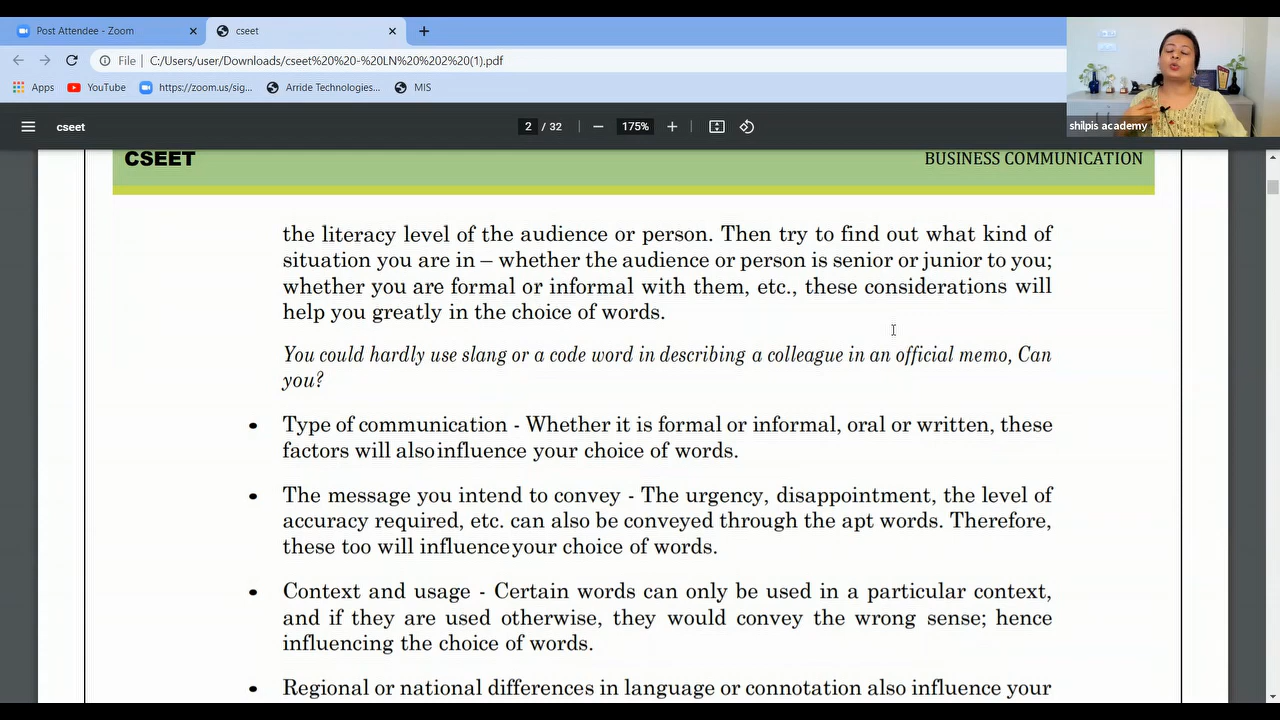 Post Attendee - Zoom
cseet
File
C:/Users/user/Downloads/cseet%20%20-%20LN%20%202%20(1).pdf
Apps
YouTube
https://zoom.us/sig...
Arride Technologies...
MIS
cseet
2 / 32
175%
shilpis academy
CSEET
BUSINESS COMMUNICATION
the literacy level of the audience or person. Then try to find out what kind of
situation you are in – whether the audience or person is senior or junior to you;
whether you are formal or informal with them, etc., these considerations will
help you greatly in the choice of words.
You could hardly use slang or a code word in describing a colleague in an official memo, Can
you?
• Type of communication - Whether it is formal or informal, oral or written, these
factors will alsoinfluence your choice of words.
• The message you intend to convey - The urgency, disappointment, the level of
accuracy required, etc. can also be conveyed through the apt words. Therefore,
these too will influenceyour choice of words.
• Context and usage - Certain words can only be used in a particular context,
and if they are used otherwise, they would convey the wrong sense; hence
influencing the choice of words.
• Regional or national differences in language or connotation also influence your